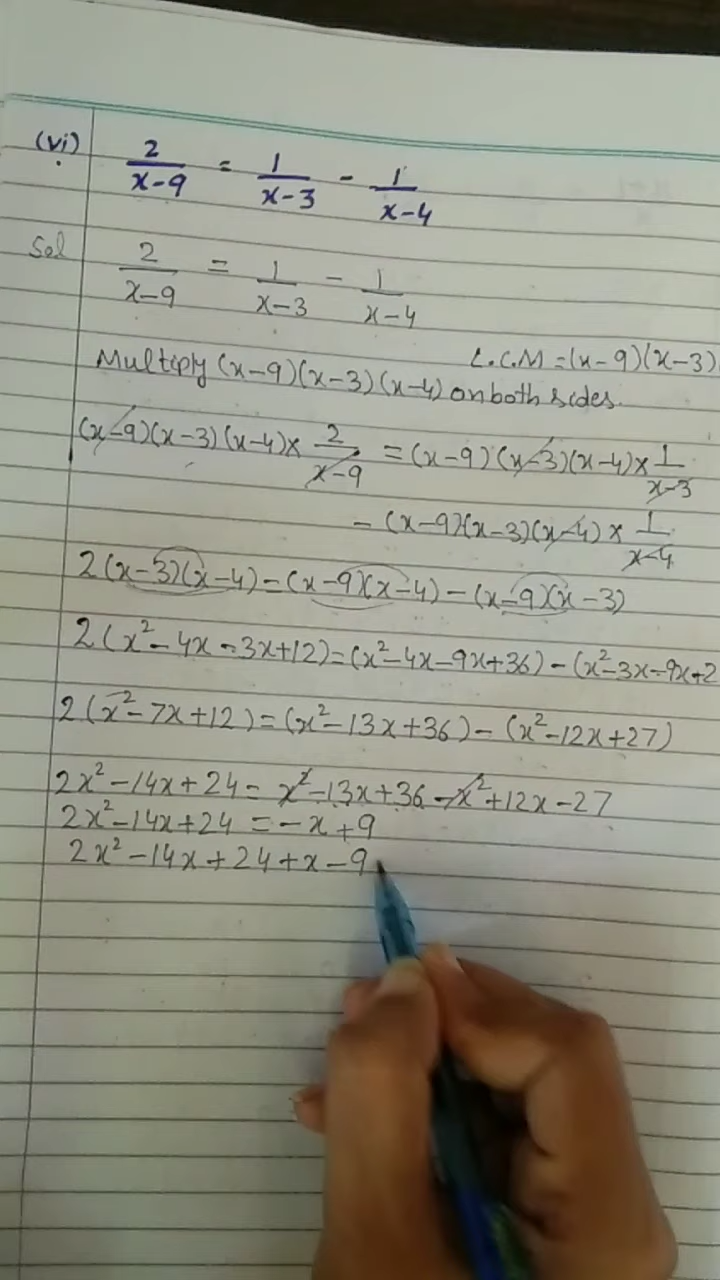 (vi) 2/(x-9) = 1/(x-3) - 1/(x-4)
Sol 2/(x-9) = 1/(x-3) - 1/(x-4)
L.C.M = (x-9)(x-3)
Multiply (x-9)(x-3)(x-4) on both sides.
(x-9)(x-3)(x-4) × 2/(x-9) = (x-9)(x-3)(x-4) × 1/(x-3)
- (x-9)(x-3)(x-4) × 1/(x-4)
2(x-3)(x-4) = (x-9)(x-4) - (x-9)(x-3)
2(x²-4x-3x+12) = (x²-4x-9x+36) - (x²-3x-9x+2
2(x²-7x+12) = (x²-13x+36) - (x²-12x+27)
2x²-14x+24 = x²-13x+36-x²+12x-27
2x²-14x+24 = -x+9
2x²-14x+24+x-9